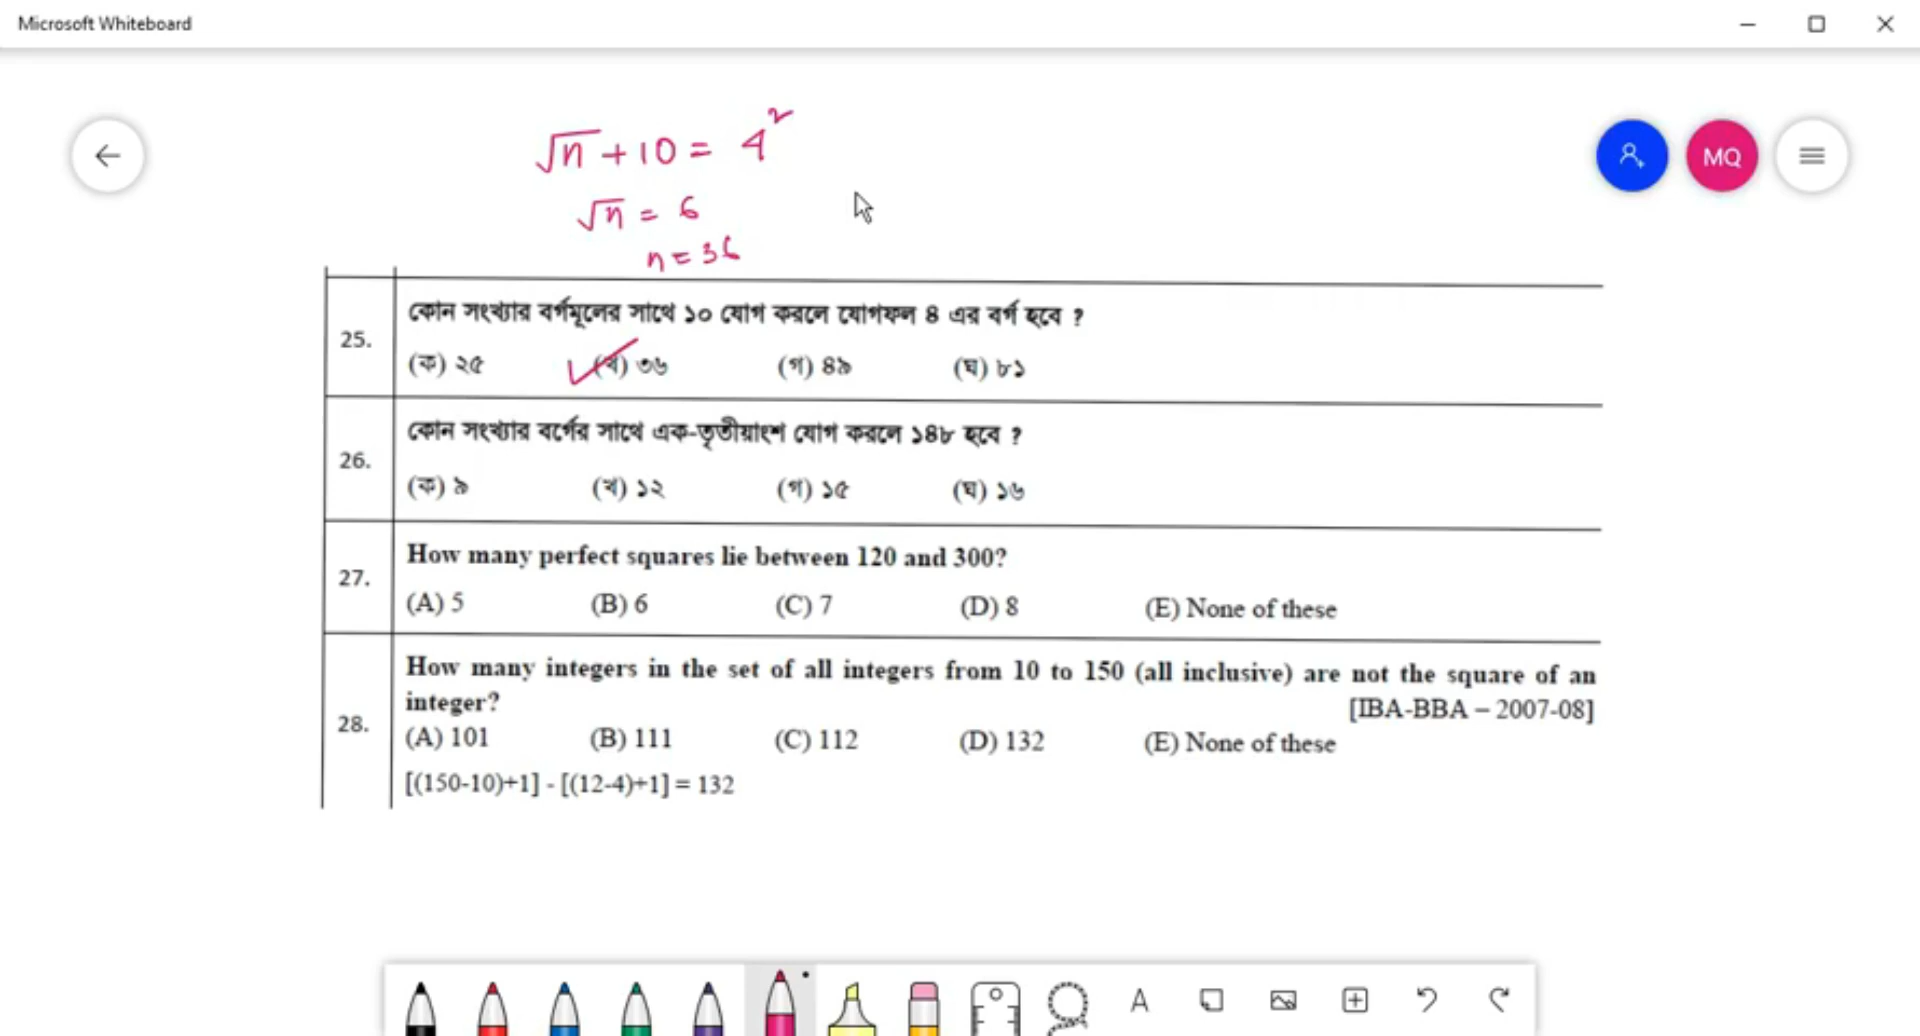 Microsoft Whiteboard
√n + 10 = 4²
√n = 6
n = 36
MQ
25.
কোন সংখ্যার বর্গমূলের সাথে ১০ যোগ করলে যোগফল ৪ এর বর্গ হবে ?
(ক) ২৫ (খ) ৩৬ (গ) ৪৯ (ঘ) ৮১
26.
কোন সংখ্যার বর্গের সাথে এক-তৃতীয়াংশ যোগ করলে ১৪৮ হবে ?
(ক) ৯ (খ) ১২ (গ) ১৫ (ঘ) ১৬
27.
How many perfect squares lie between 120 and 300?
(A) 5 (B) 6 (C) 7 (D) 8 (E) None of these
28.
How many integers in the set of all integers from 10 to 150 (all inclusive) are not the square of an
integer? [IBA-BBA – 2007-08]
(A) 101 (B) 111 (C) 112 (D) 132 (E) None of these
[(150-10)+1] - [(12-4)+1] = 132
A